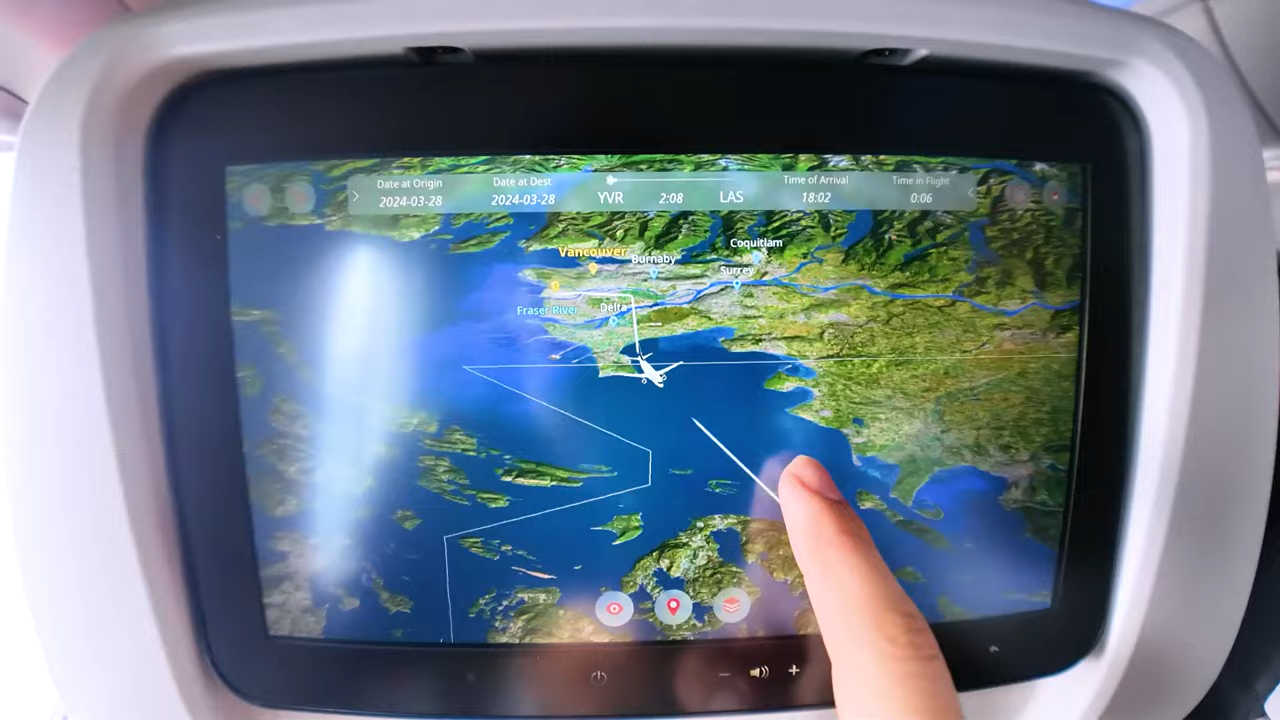 Date at Origin
2024-03-28
Date at Dest
2024-03-28
YVR 2:08 LAS
Time of Arrival
18:02
Time in Flight
0:06
Coquitlam
Vancouver
Burnaby
Surrey
Fraser River
Delta